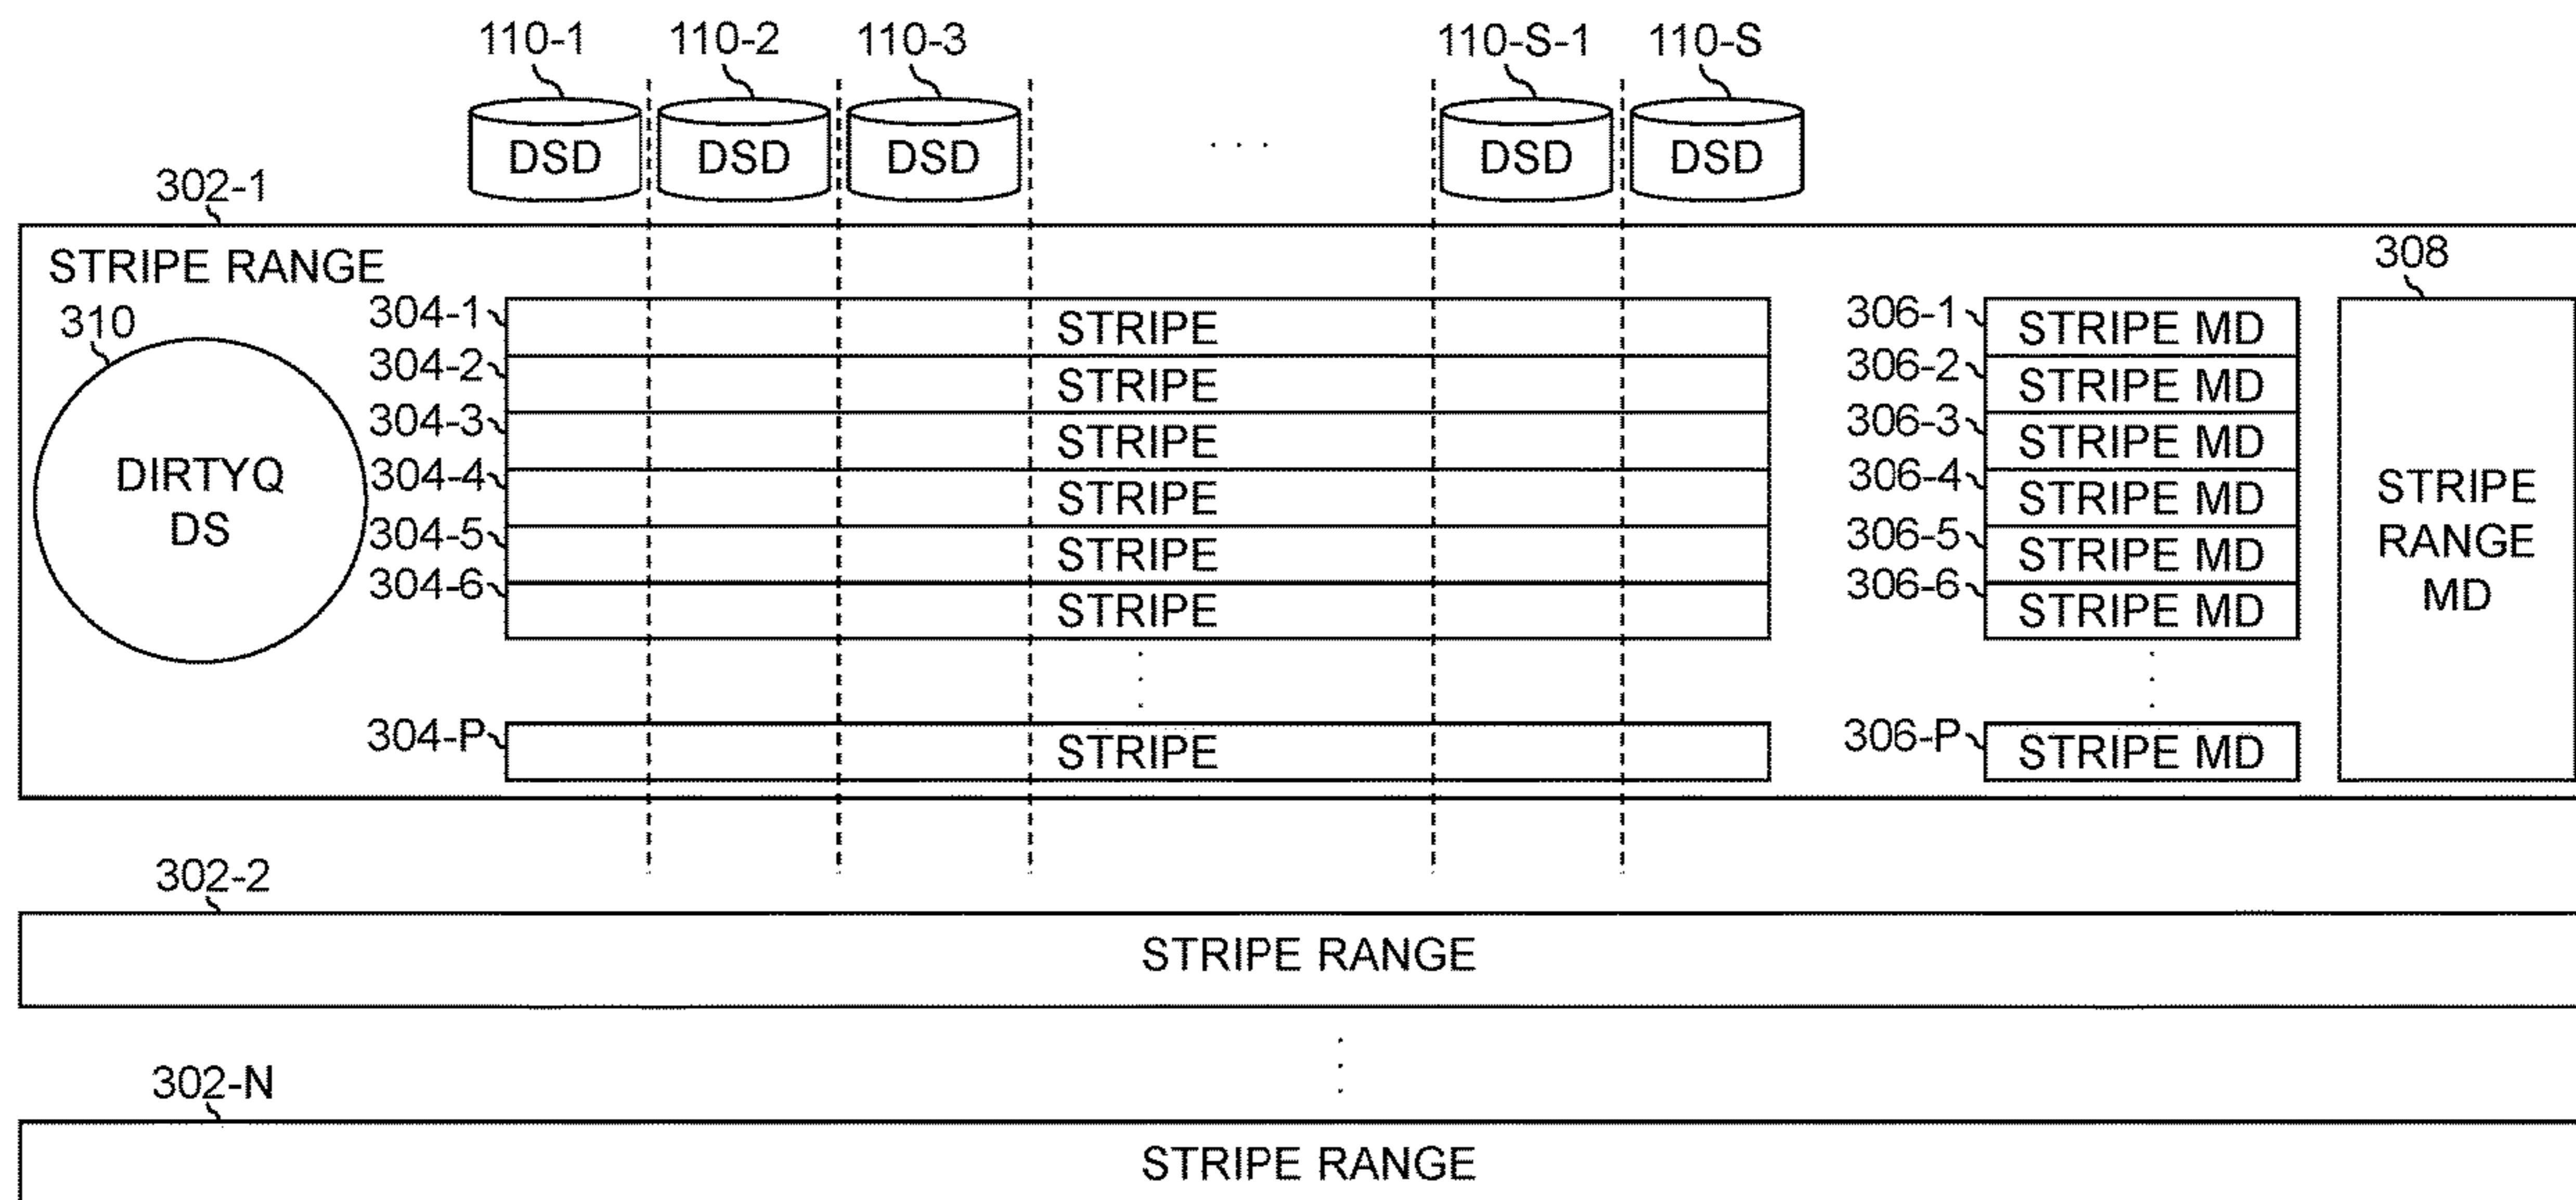 110-1 110-2 110-3 110-S-1 110-S
DSD DSD DSD . . . DSD DSD
302-1
STRIPE RANGE
308
310
304-1 STRIPE 306-1 STRIPE MD
304-2 STRIPE 306-2 STRIPE MD
304-3 STRIPE 306-3 STRIPE MD
304-4 STRIPE 306-4 STRIPE MD
304-5 STRIPE 306-5 STRIPE MD
304-6 STRIPE 306-6 STRIPE MD
304-P STRIPE 306-P STRIPE MD
DIRTYQ
DS
STRIPE
RANGE
MD
302-2
STRIPE RANGE
302-N
STRIPE RANGE